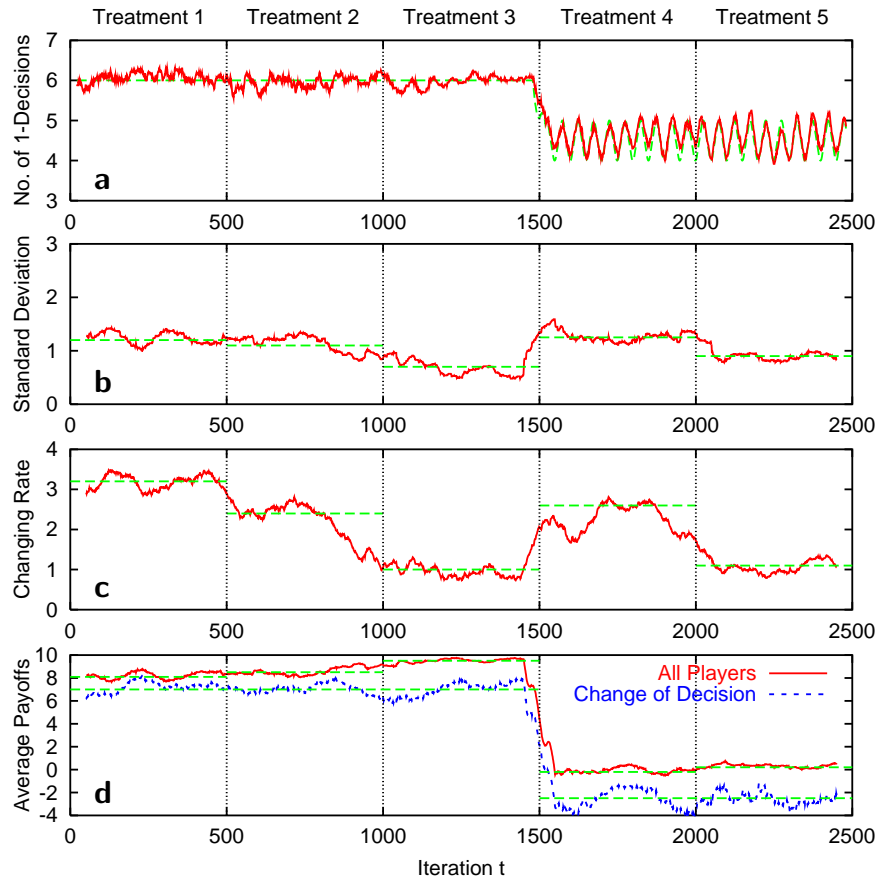 Treatment 1 Treatment 2 Treatment 3 Treatment 4 Treatment 5
No. of 1-Decisions
7
6
5
4
3
a
0 500 1000 1500 2000 2500
Standard Deviation
3
2
1
0
b
0 500 1000 1500 2000 2500
Changing Rate
4
3
2
1
0
c
0 500 1000 1500 2000 2500
Average Payoffs
10
8
6
4
2
0
-2
-4
All Players
Change of Decision
d
0 500 1000 1500 2000 2500
Iteration t